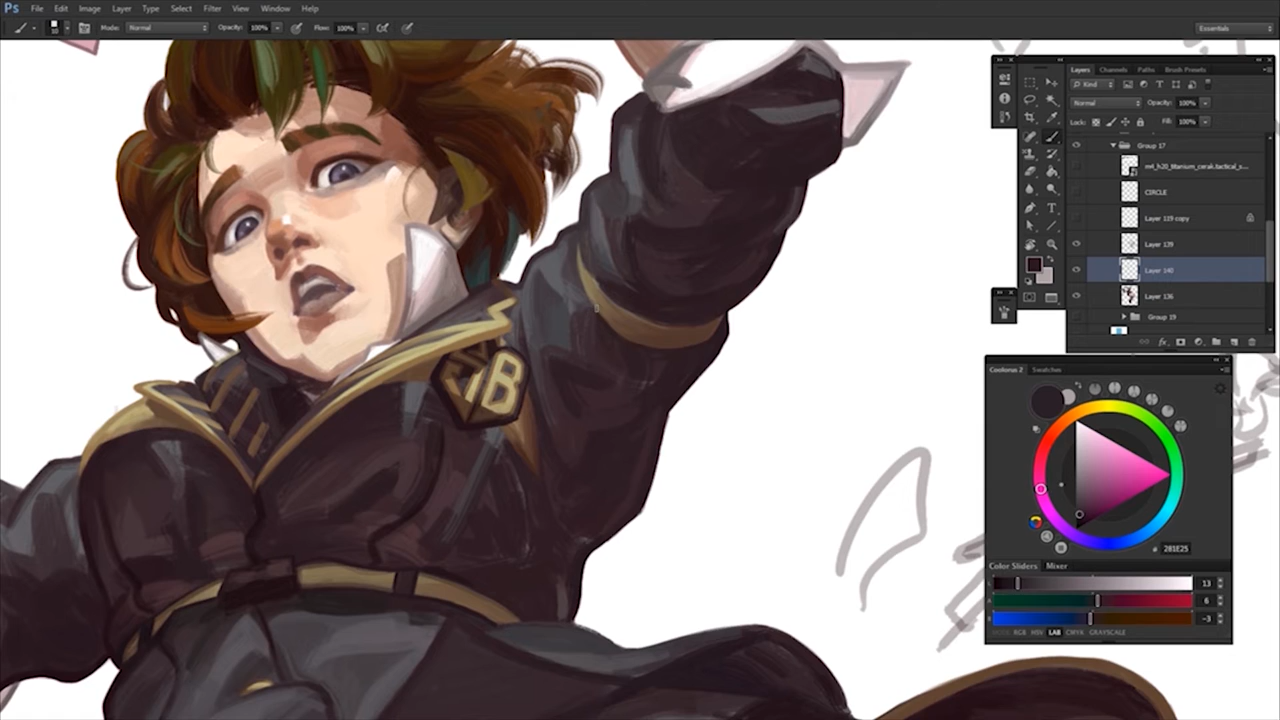 Ps File Edit Image Layer Type Select Filter View Window Help
10 Mode: Normal Opacity: 100% Flow: 100% Essentials
Layers Channels Paths Brush Presets
Kind
Normal Opacity: 100%
Lock: Fill: 100%
Group 17
CIRCLE
Layer 119 copy
Layer 139
Layer 140
Layer 136
Group 19
Coolorus 2 Swatches
# 281E25
Color Sliders Mixer
L 13
A 6
B -3
RGB HSV LAB CMYK GRAYSCALE
B